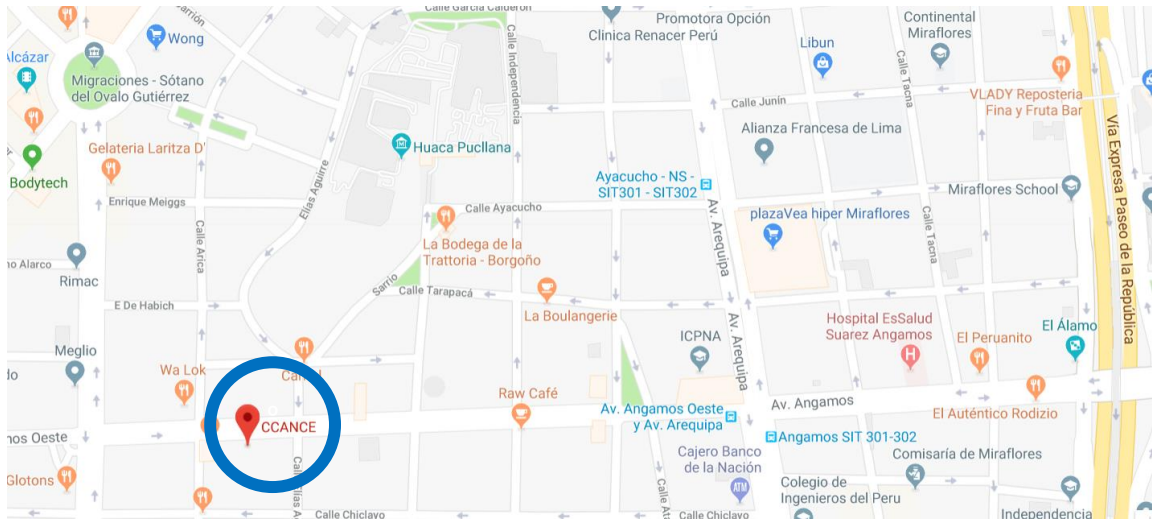 Calle García Calderón
Promotora Opción
Clinica Renacer Perú
Continental
Miraflores
Wong
Libun
Alcázar
Migraciones - Sótano
del Ovalo Gutiérrez
Calle Independencia
Calle Tacna
VLADY Reposteria
Fina y Fruta Bar
Calle Junín
Alianza Francesa de Lima
Vía Expresa Paseo de la República
Gelateria Laritza D'
Huaca Pucllana
Bodytech
Elías Aguirre
Ayacucho - NS -
SIT301 - SIT302
Miraflores School
Enrique Meiggs
Calle Ayacucho
Av. Arequipa
plazaVea hiper Miraflores
Calle Tacna
Calle Arica
La Bodega de la
Trattoria - Borgoño
Rimac
Sarrio
Calle Tarapacá
E De Habich
La Boulangerie
Hospital EsSalud
Suarez Angamos
El Álamo
El Peruanito
ICPNA
Av. Arequipa
Meglio
Wa Lok
Raw Café
Av. Angamos Oeste
y Av. Arequipa
Av. Angamos
El Auténtico Rodizio
CCANCE
Angamos SIT 301-302
Comisaría de Miraflores
Cajero Banco
de la Nación
ATM
Glotons
Colegio de
Ingenieros del Peru
Calle Chiclayo
Calle Chiclayo
Independencia